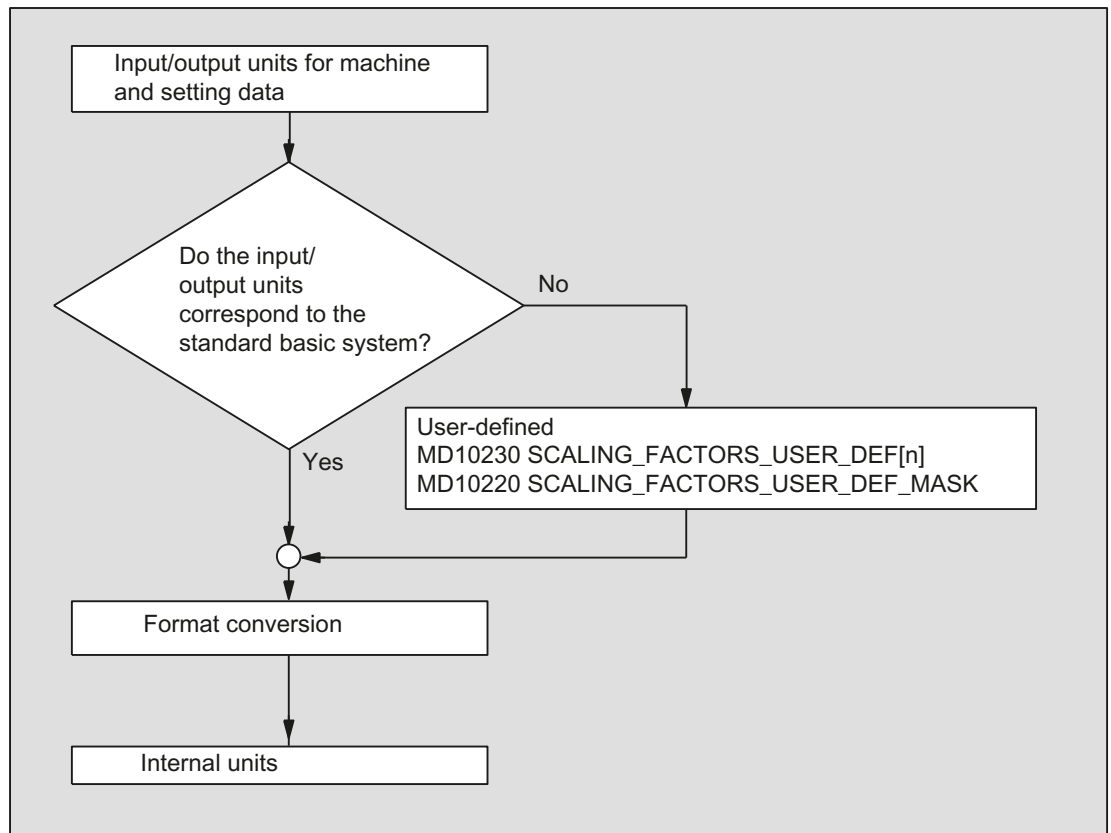 Input/output units for machine
and setting data
Do the input/
output units
correspond to the
standard basic system?
No
User-defined
MD10230 SCALING_FACTORS_USER_DEF[n]
MD10220 SCALING_FACTORS_USER_DEF_MASK
Yes
Format conversion
Internal units